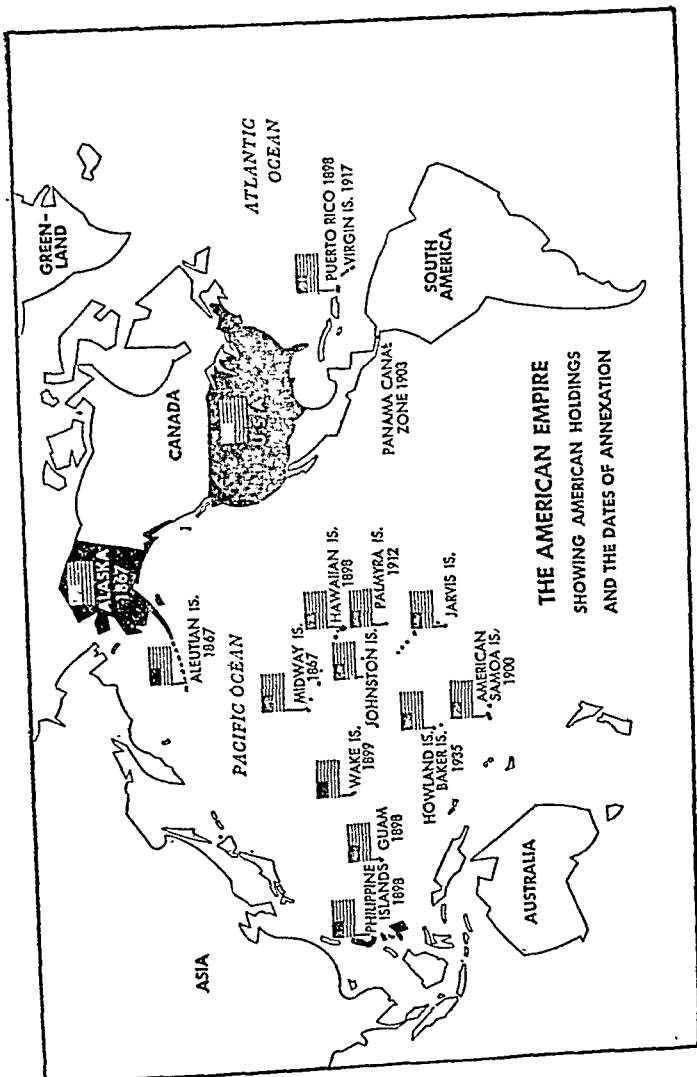 GREEN-
LAND
ALASKA
1867
CANADA
ATLANTIC
OCEAN
ALEUTIAN IS.
1867
ASIA
PACIFIC OCEAN
U.S.A.
MIDWAY IS.
1867
HAWAIIAN IS.
1898
PUERTO RICO 1898
VIRGIN IS. 1917
WAKE IS.
1899
JOHNSTON IS.
PALMYRA IS.
1912
PHILIPPINE
ISLANDS
1898
GUAM
1898
PANAMA CANAL
ZONE 1903
JARVIS IS.
HOWLAND IS.
BAKER IS.
1935
AMERICAN
SAMOA IS.
1900
SOUTH
AMERICA
AUSTRALIA
THE AMERICAN EMPIRE
SHOWING AMERICAN HOLDINGS
AND THE DATES OF ANNEXATION